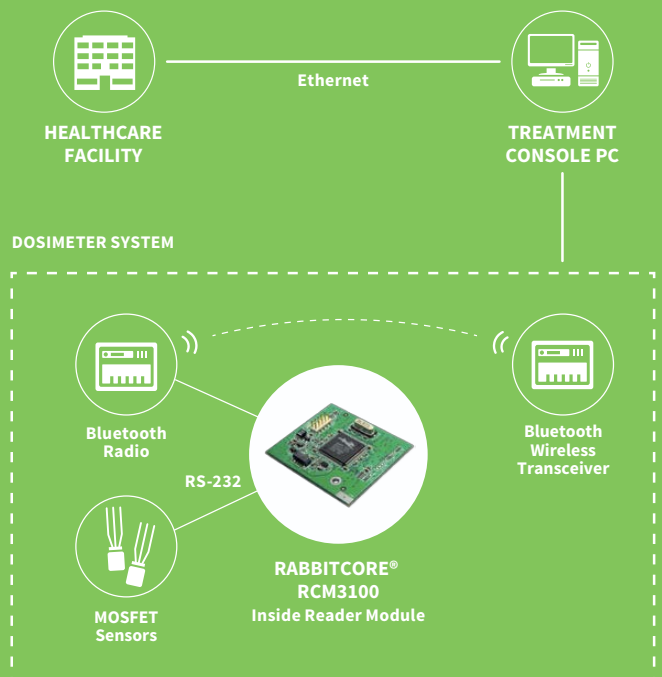 Ethernet
HEALTHCARE
FACILITY
TREATMENT
CONSOLE PC
DOSIMETER SYSTEM
Bluetooth
Radio
Bluetooth
Wireless
Transceiver
RS-232
RABBITCORE®
RCM3100
Inside Reader Module
MOSFET
Sensors